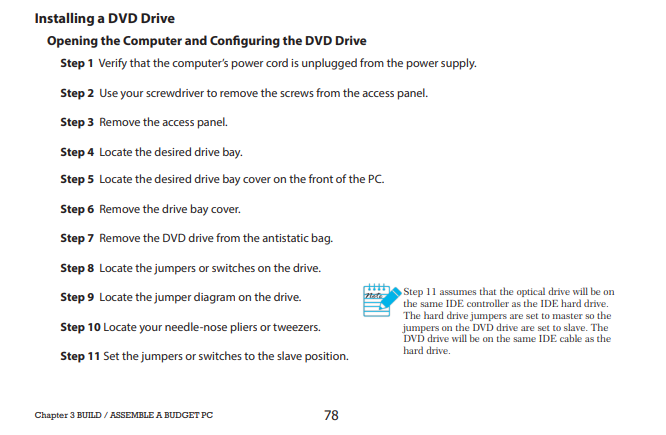 Installing a DVD Drive
Opening the Computer and Configuring the DVD Drive
Step 1 Verify that the computer's power cord is unplugged from the power supply.
Step 2 Use your screwdriver to remove the screws from the access panel.
Step 3 Remove the access panel.
Step 4 Locate the desired drive bay.
Step 5 Locate the desired drive bay cover on the front of the PC.
Step 6 Remove the drive bay cover.
Step 7 Remove the DVD drive from the antistatic bag.
Step 8 Locate the jumpers or switches on the drive.
Step 9 Locate the jumper diagram on the drive.
Step 10 Locate your needle-nose pliers or tweezers.
Step 11 Set the jumpers or switches to the slave position.
Note
Step 11 assumes that the optical drive will be on
the same IDE controller as the IDE hard drive.
The hard drive jumpers are set to master so the
jumpers on the DVD drive are set to slave. The
DVD drive will be on the same IDE cable as the
hard drive.
Chapter 3 BUILD / ASSEMBLE A BUDGET PC
78